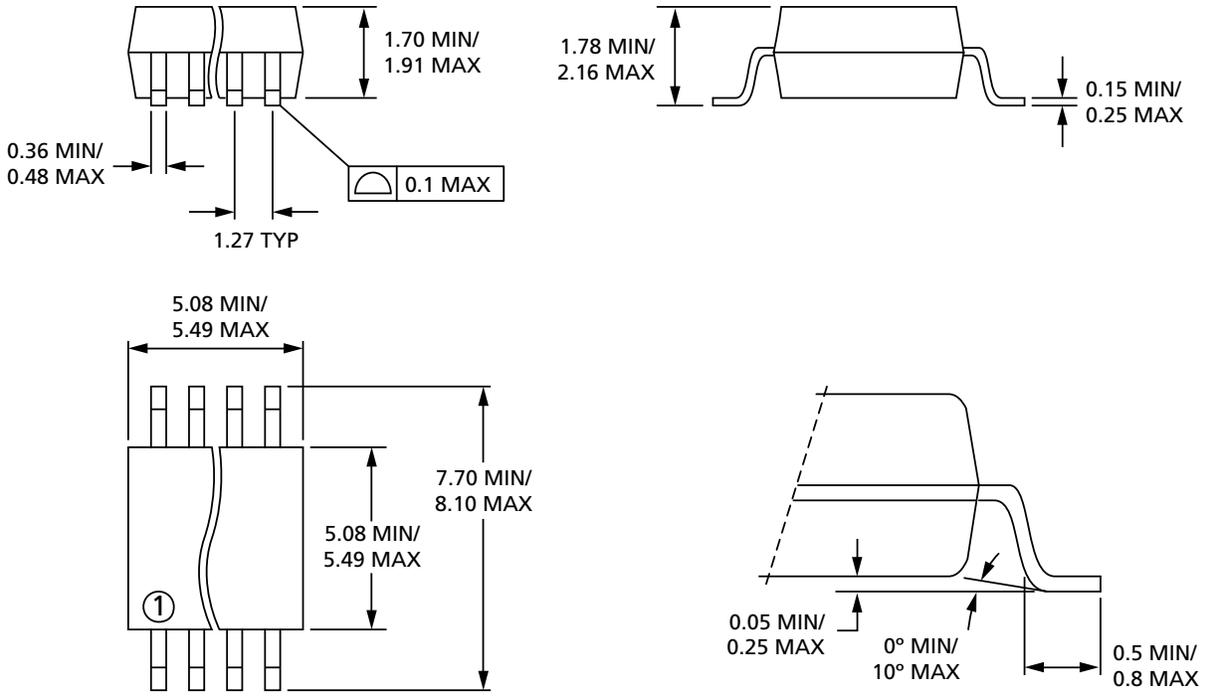 1.70 MIN/
1.91 MAX
1.78 MIN/
2.16 MAX
0.15 MIN/
0.25 MAX
0.36 MIN/
0.48 MAX
0.1 MAX
1.27 TYP
5.08 MIN/
5.49 MAX
7.70 MIN/
8.10 MAX
5.08 MIN/
5.49 MAX
1
0.05 MIN/
0.25 MAX
0º MIN/
10º MAX
0.5 MIN/
0.8 MAX